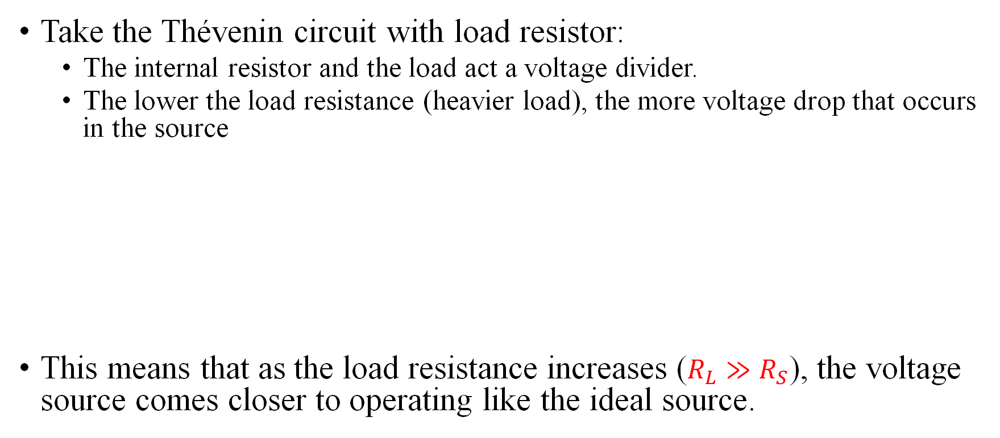 • Take the Thévenin circuit with load resistor:
• The internal resistor and the load act a voltage divider.
• The lower the load resistance (heavier load), the more voltage drop that occurs
in the source
• This means that as the load resistance increases (R_L ≫ R_S), the voltage
source comes closer to operating like the ideal source.